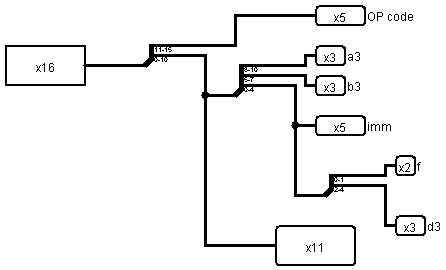 x5 OP code
x16
11-15
0-10
x3 a3
8-10
5-7
0-4
x3 b3
x5 imm
x2 f
0-1
2-4
x3 d3
x11